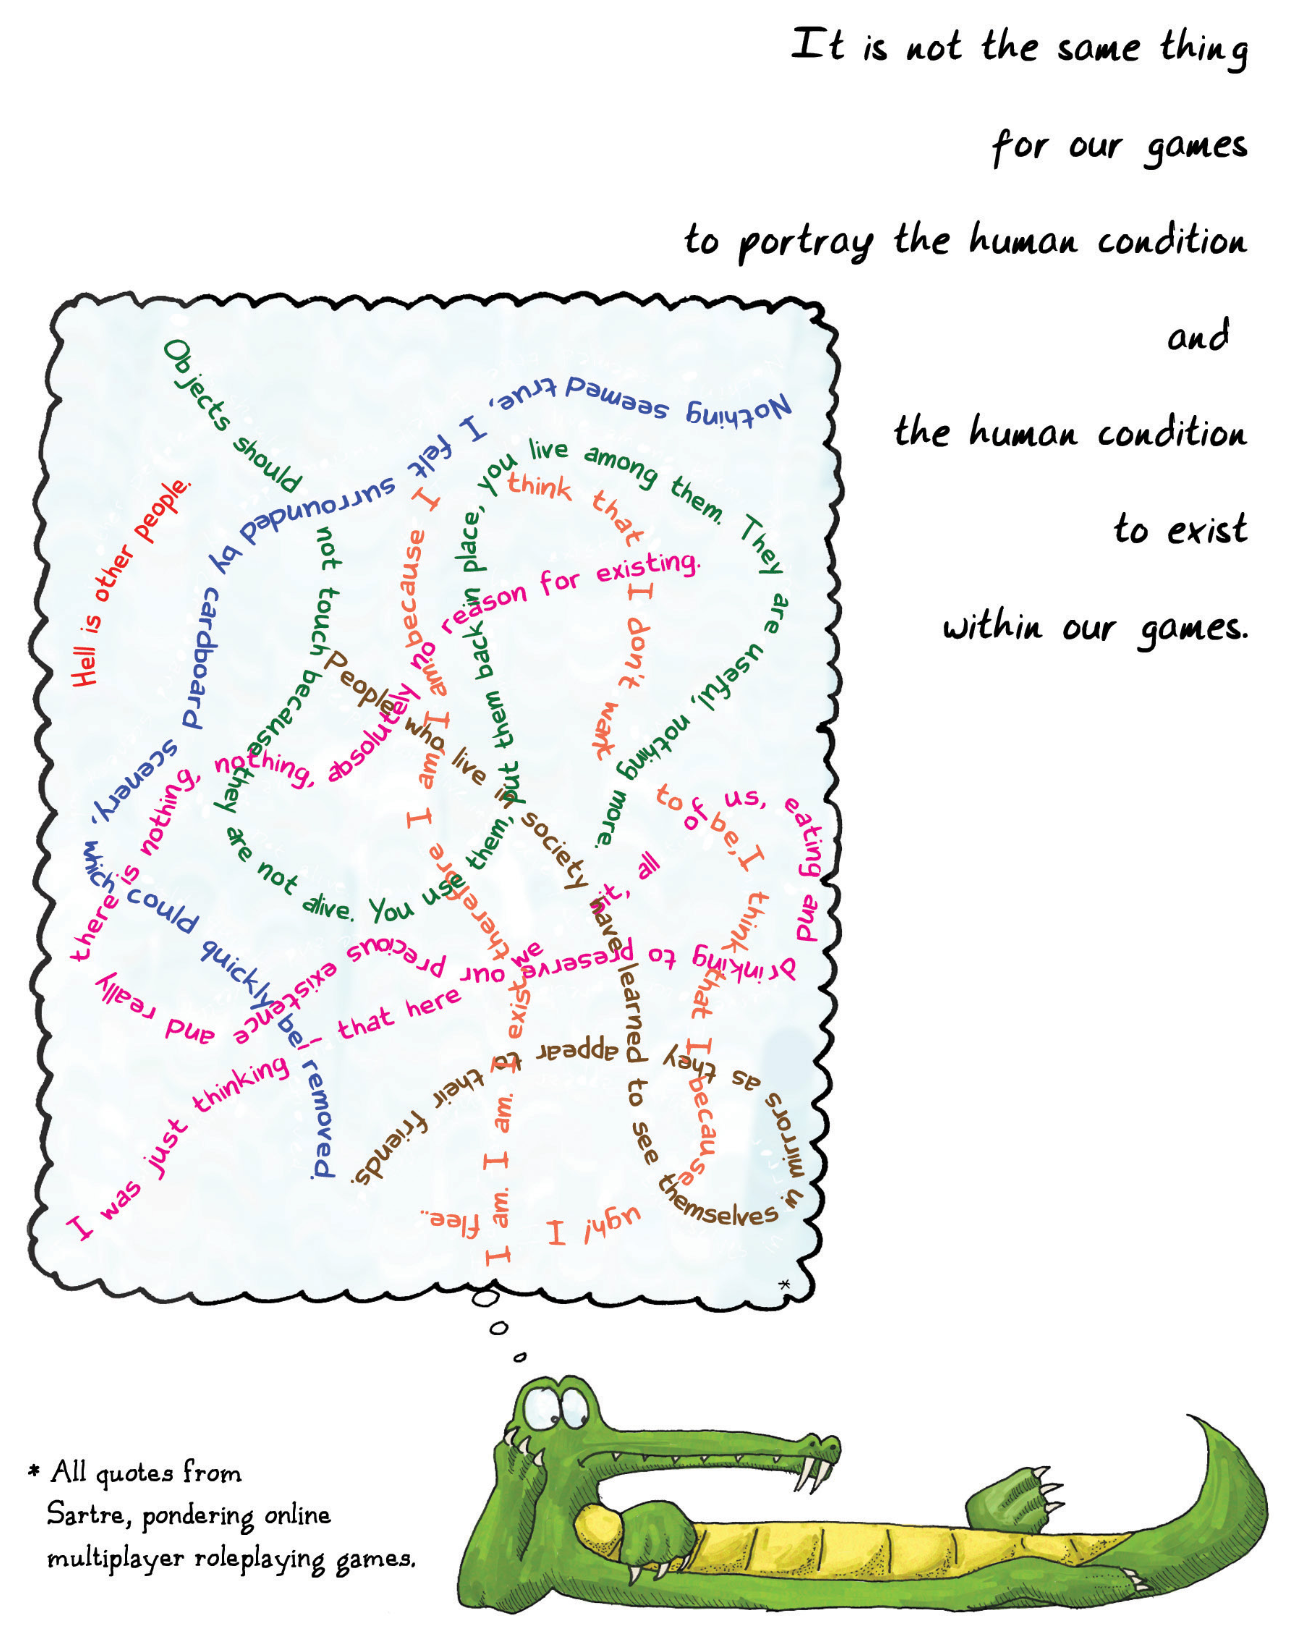 It is not the same thing
for our games
to portray the human condition
and
the human condition
to exist
within our games.
Nothing seemed true, I felt surrounded by cardboard scenery, which could quickly be removed.
Objects should not touch because they are not alive. You use them, put them back in place, you live among them. They are useful, nothing more.
Hell is other people.
People who live in society have learned to see themselves in mirrors as they appear to their friends.
I was just thinking – that here we sit, all of us, eating and drinking to preserve our precious existence and really there is nothing, nothing, absolutely no reason for existing.
I am. I am. I exist therefore I am I am because I think that I don't want to be, I think that I because ugh! I flee..
*
* All quotes from
Sartre, pondering online
multiplayer roleplaying games.